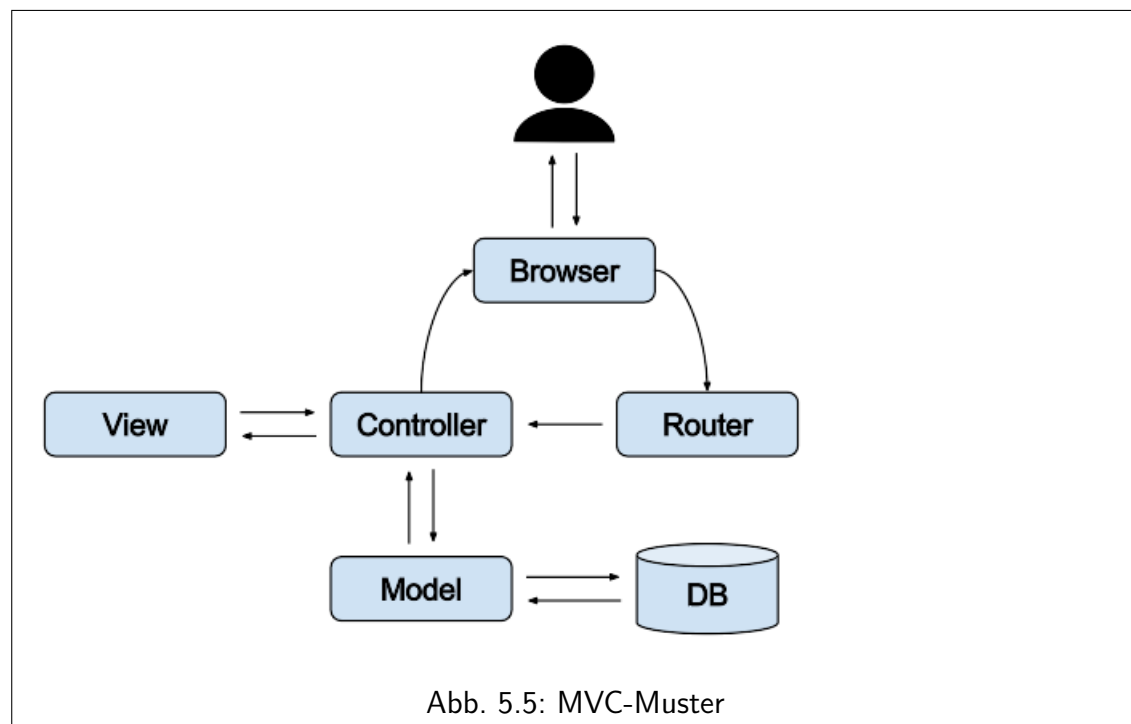 Browser
View
Controller
Router
Model
DB
Abb. 5.5: MVC-Muster